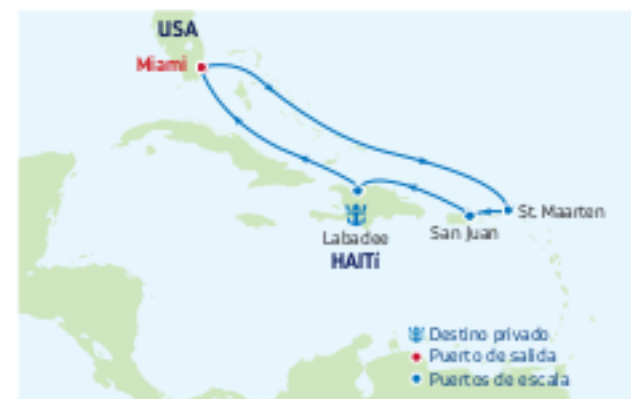 USA
Miami
St. Maarten
San Juan
Labadee
HAITí
Destino privado
Puerto de salida
Puertos de escala